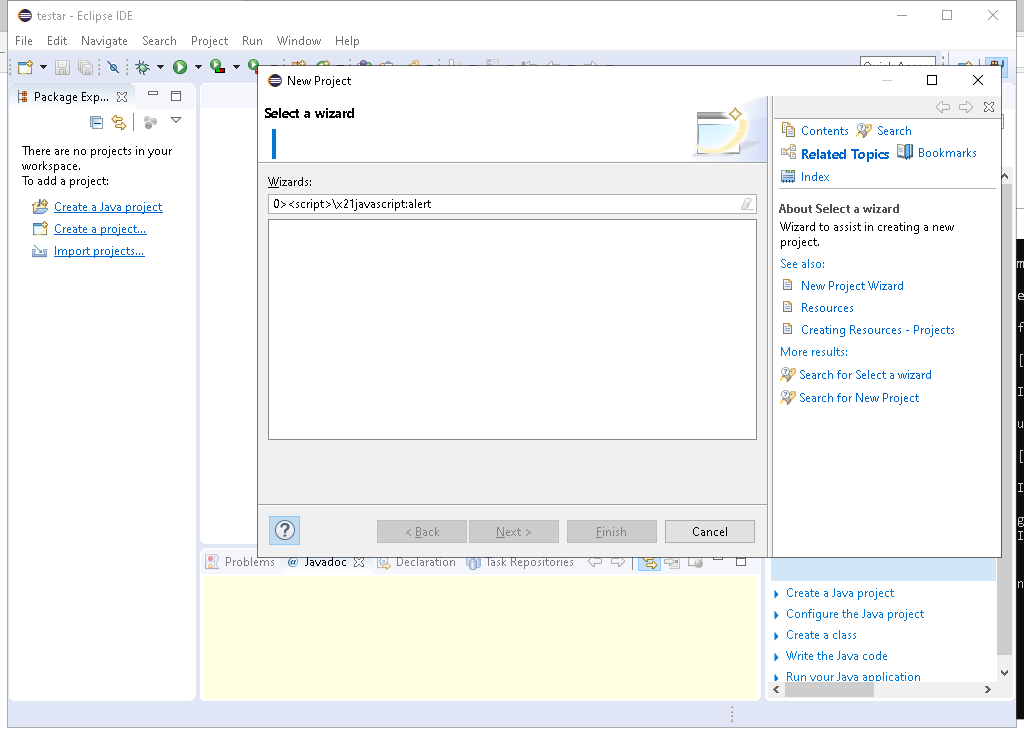 testar - Eclipse IDE
File Edit Navigate Search Project Run Window Help
Package Exp...
There are no projects in your
workspace.
To add a project:
Create a Java project
Create a project...
Import projects...
New Project
Select a wizard
Wizards:
0><script>\x21javascript:alert
< Back Next > Finish Cancel
Contents Search
Related Topics Bookmarks
Index
About Select a wizard
Wizard to assist in creating a new
project.
See also:
New Project Wizard
Resources
Creating Resources - Projects
More results:
Search for Select a wizard
Search for New Project
Problems @ Javadoc Declaration Task Repositories
Create a Java project
Configure the Java project
Create a class
Write the Java code
Run your Java application